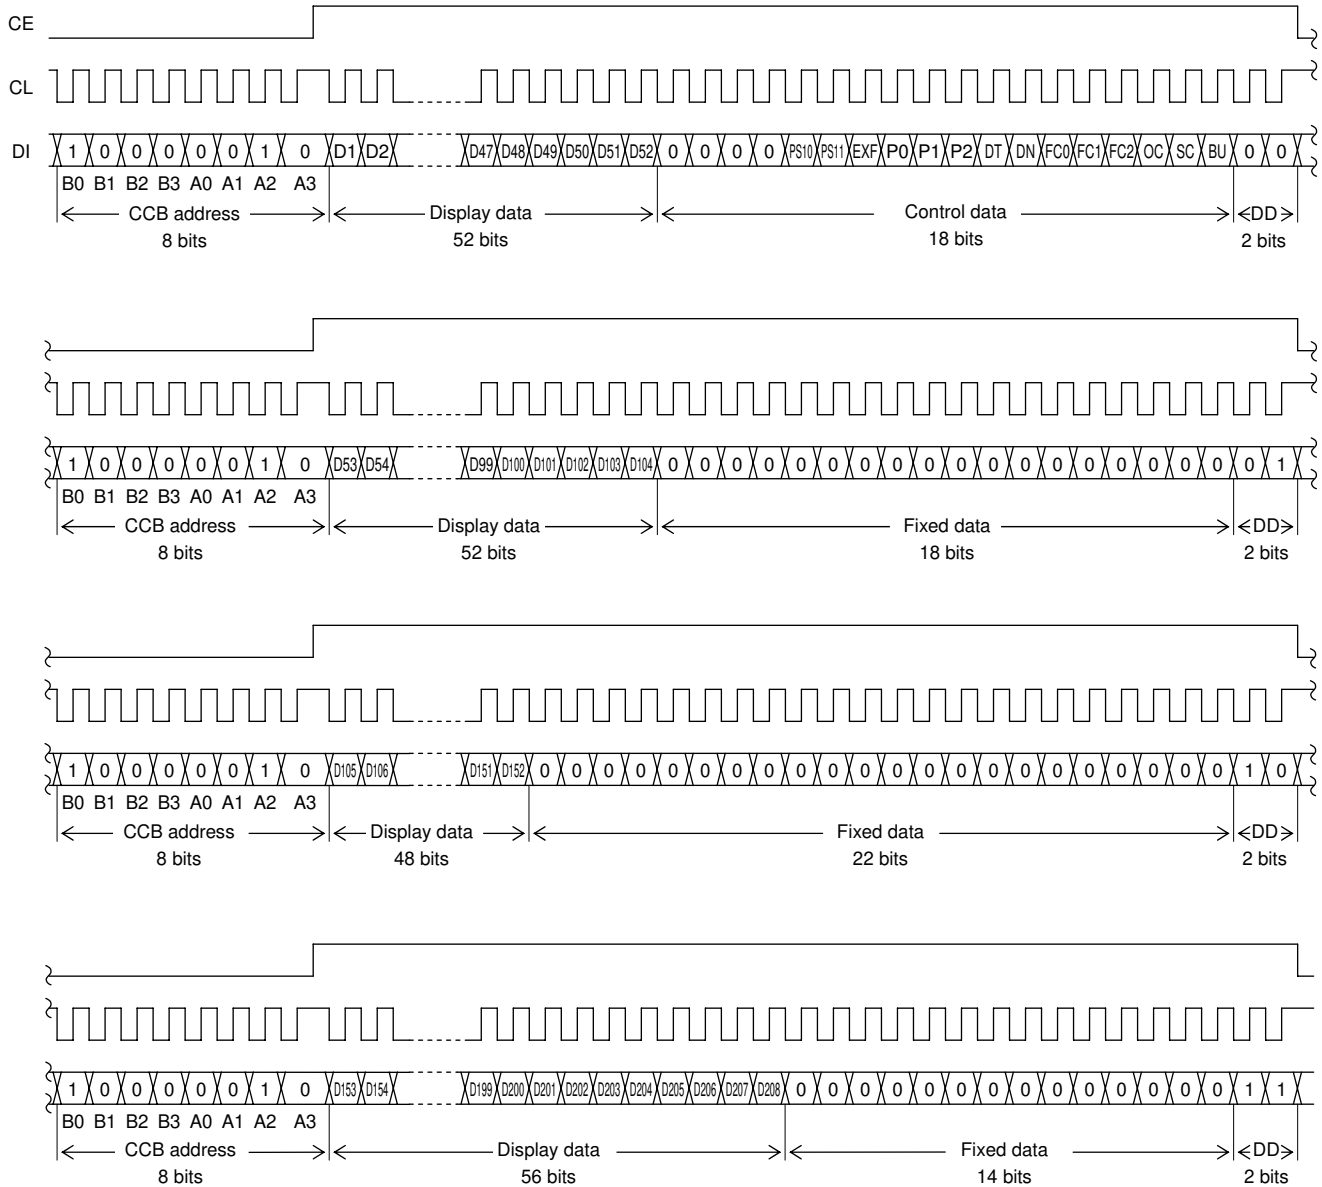 CE
CL
DI 1 0 0 0 0 0 1 0 D1 D2 D47 D48 D49 D50 D51 D52 0 0 0 0 PS10 PS11 EXF P0 P1 P2 DT DN FC0 FC1 FC2 OC SC BU 0 0
B0 B1 B2 B3 A0 A1 A2 A3
CCB address Display data Control data DD
8 bits 52 bits 18 bits 2 bits
1 0 0 0 0 0 1 0 D53 D54 D99 D100 D101 D102 D103 D104 0 0 0 0 0 0 0 0 0 0 0 0 0 0 0 0 0 0 0 1
B0 B1 B2 B3 A0 A1 A2 A3
CCB address Display data Fixed data DD
8 bits 52 bits 18 bits 2 bits
1 0 0 0 0 0 1 0 D105 D106 D151 D152 0 0 0 0 0 0 0 0 0 0 0 0 0 0 0 0 0 0 0 0 0 0 1 0
B0 B1 B2 B3 A0 A1 A2 A3
CCB address Display data Fixed data DD
8 bits 48 bits 22 bits 2 bits
1 0 0 0 0 0 1 0 D153 D154 D199 D200 D201 D202 D203 D204 D205 D206 D207 D208 0 0 0 0 0 0 0 0 0 0 0 0 0 0 1 1
B0 B1 B2 B3 A0 A1 A2 A3
CCB address Display data Fixed data DD
8 bits 56 bits 14 bits 2 bits